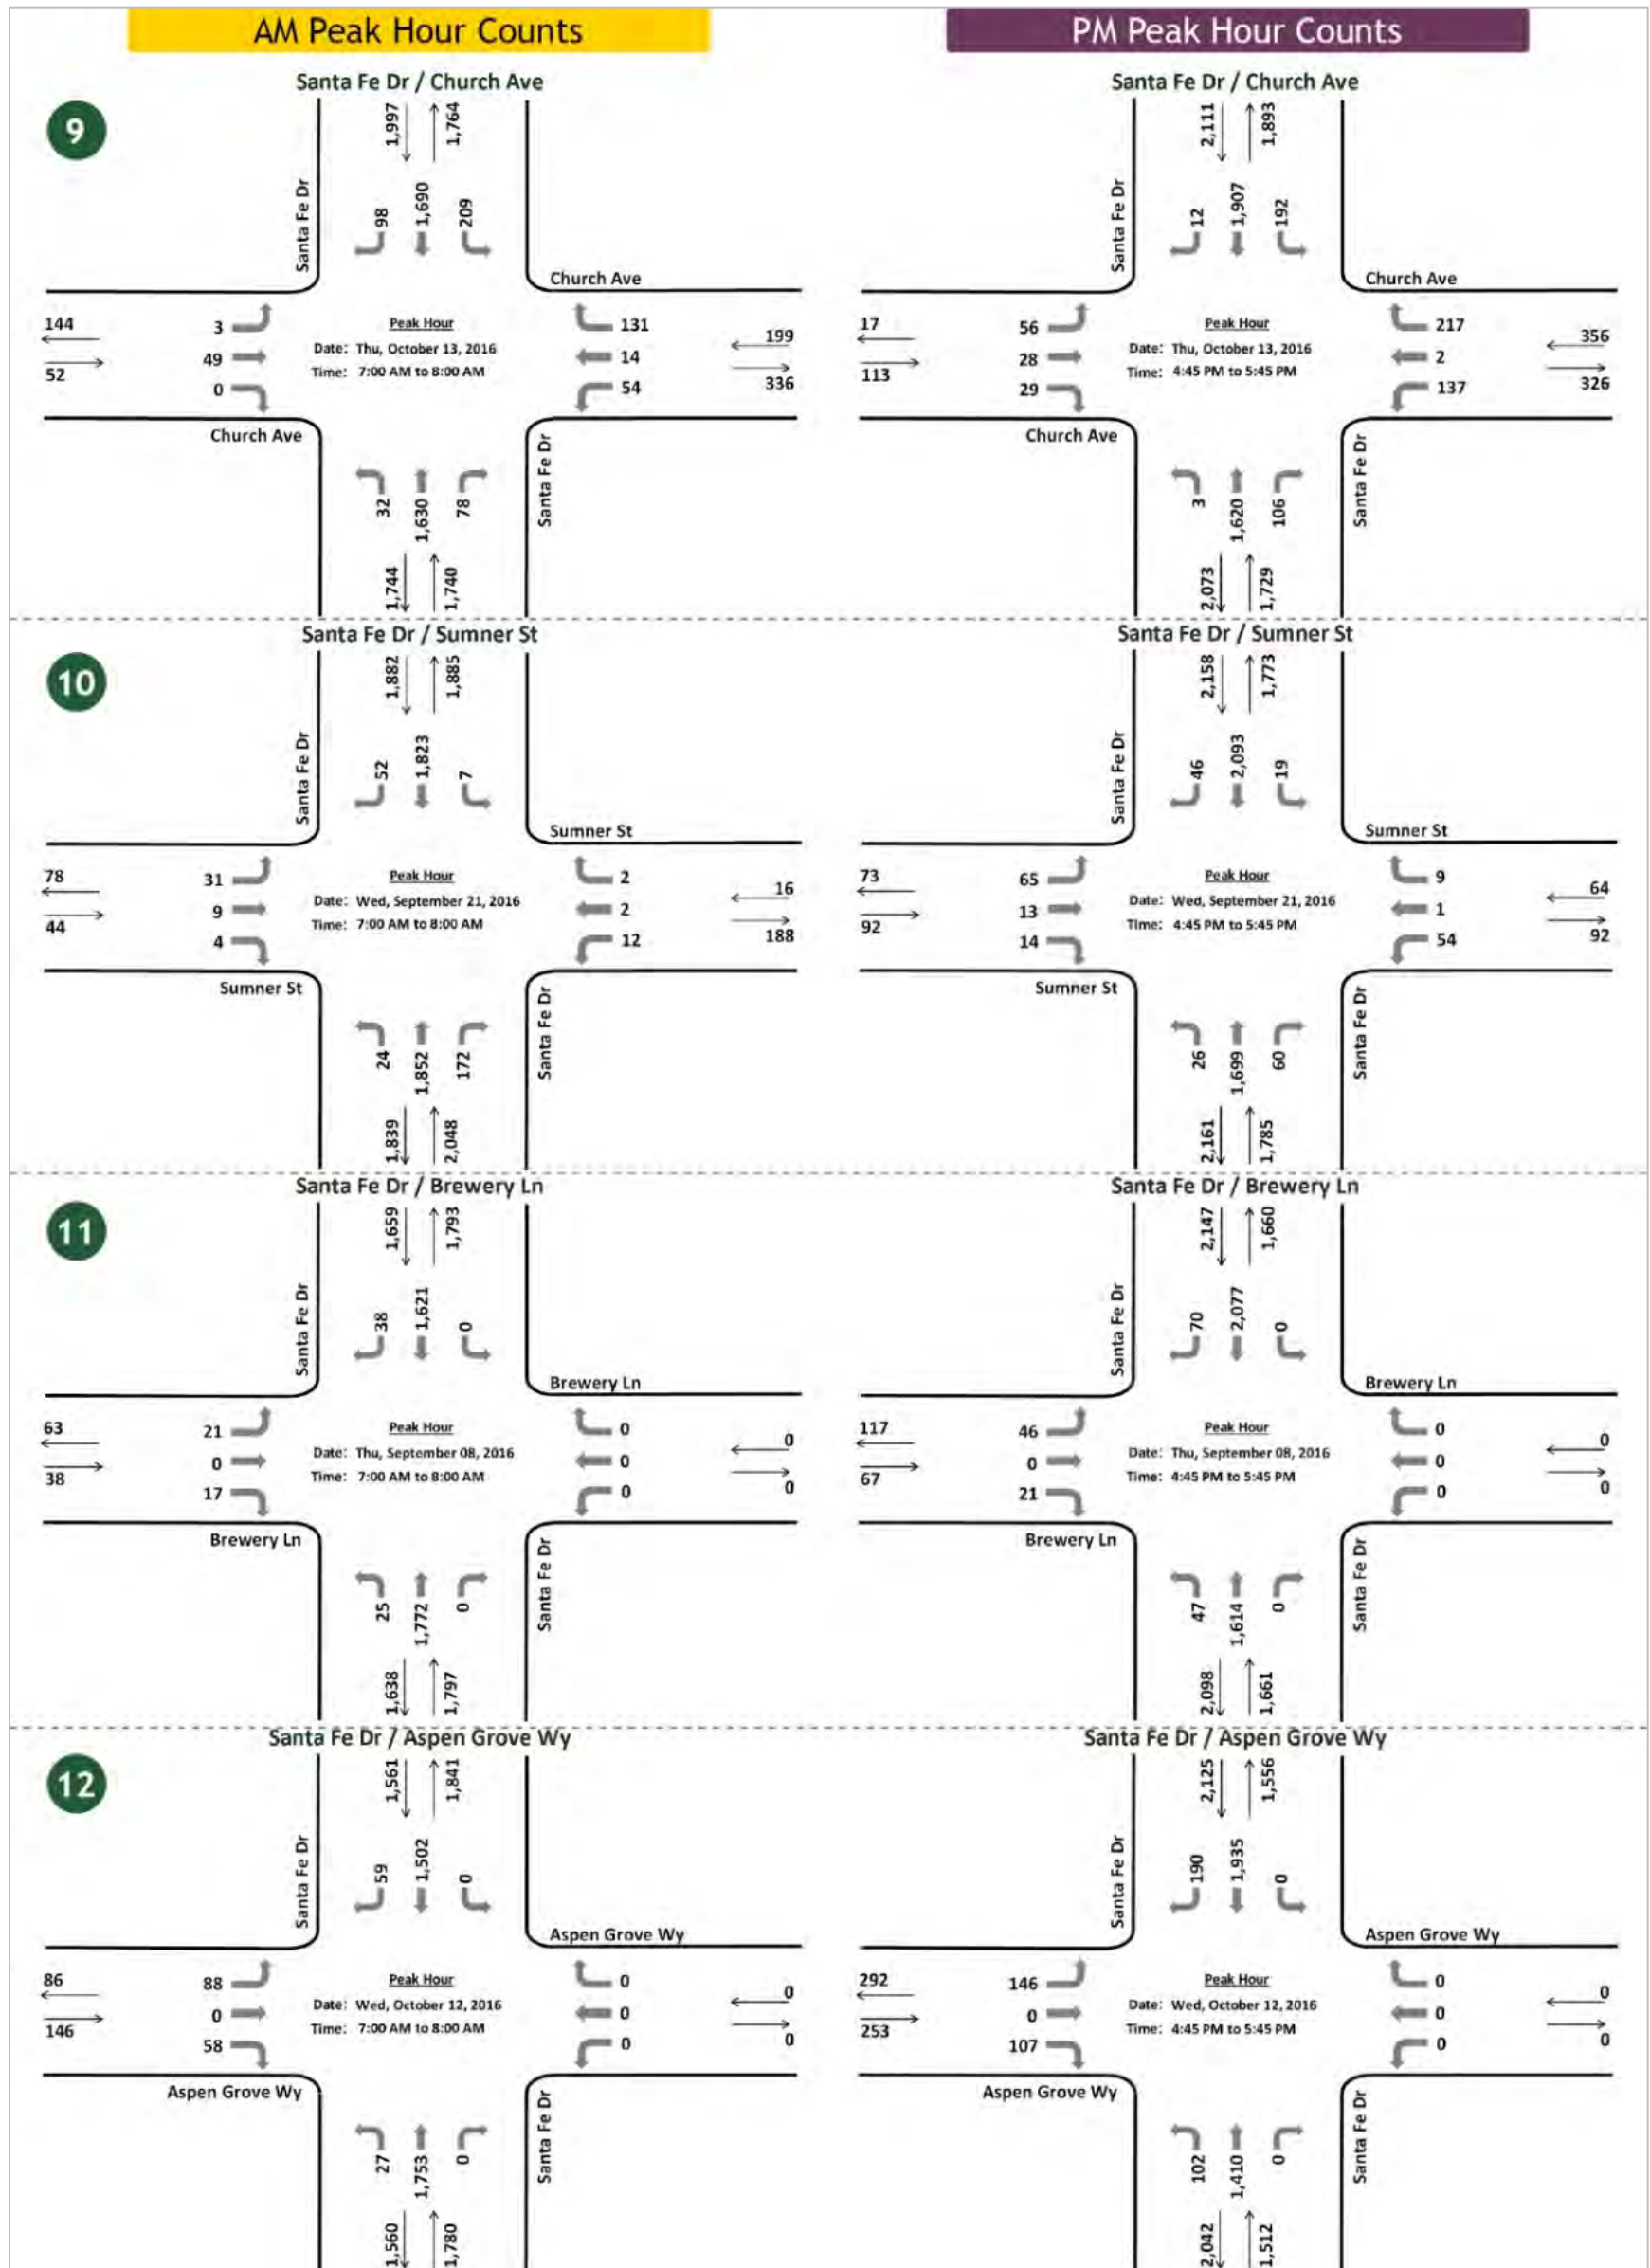 AM Peak Hour Counts
PM Peak Hour Counts
9
Santa Fe Dr / Church Ave
1,997
1,764
Santa Fe Dr
98
1,690
209
Church Ave
144
52
3
49
0
Peak Hour
Date: Thu, October 13, 2016
Time: 7:00 AM to 8:00 AM
131
14
54
199
336
Church Ave
32
1,630
78
Santa Fe Dr
1,744
1,740
Santa Fe Dr / Church Ave
2,111
1,893
Santa Fe Dr
12
1,907
192
Church Ave
17
113
56
28
29
Peak Hour
Date: Thu, October 13, 2016
Time: 4:45 PM to 5:45 PM
217
2
137
356
326
Church Ave
3
1,620
106
Santa Fe Dr
2,073
1,729
10
Santa Fe Dr / Sumner St
1,882
1,885
Santa Fe Dr
52
1,823
7
Sumner St
78
44
31
9
4
Peak Hour
Date: Wed, September 21, 2016
Time: 7:00 AM to 8:00 AM
2
2
12
16
188
Sumner St
24
1,852
172
Santa Fe Dr
1,839
2,048
Santa Fe Dr / Sumner St
2,158
1,773
Santa Fe Dr
46
2,093
19
Sumner St
73
92
65
13
14
Peak Hour
Date: Wed, September 21, 2016
Time: 4:45 PM to 5:45 PM
9
1
54
64
92
Sumner St
26
1,699
60
Santa Fe Dr
2,161
1,785
11
Santa Fe Dr / Brewery Ln
1,659
1,793
Santa Fe Dr
38
1,621
0
Brewery Ln
63
38
21
0
17
Peak Hour
Date: Thu, September 08, 2016
Time: 7:00 AM to 8:00 AM
0
0
0
0
0
Brewery Ln
25
1,772
0
Santa Fe Dr
1,638
1,797
Santa Fe Dr / Brewery Ln
2,147
1,660
Santa Fe Dr
70
2,077
0
Brewery Ln
117
67
46
0
21
Peak Hour
Date: Thu, September 08, 2016
Time: 4:45 PM to 5:45 PM
0
0
0
0
0
Brewery Ln
47
1,614
0
Santa Fe Dr
2,098
1,661
12
Santa Fe Dr / Aspen Grove Wy
1,561
1,841
Santa Fe Dr
59
1,502
0
Aspen Grove Wy
86
146
88
0
58
Peak Hour
Date: Wed, October 12, 2016
Time: 7:00 AM to 8:00 AM
0
0
0
0
0
Aspen Grove Wy
27
1,753
0
Santa Fe Dr
1,560
1,780
Santa Fe Dr / Aspen Grove Wy
2,125
1,556
Santa Fe Dr
190
1,935
0
Aspen Grove Wy
292
253
146
0
107
Peak Hour
Date: Wed, October 12, 2016
Time: 4:45 PM to 5:45 PM
0
0
0
0
0
Aspen Grove Wy
102
1,410
0
Santa Fe Dr
2,042
1,512